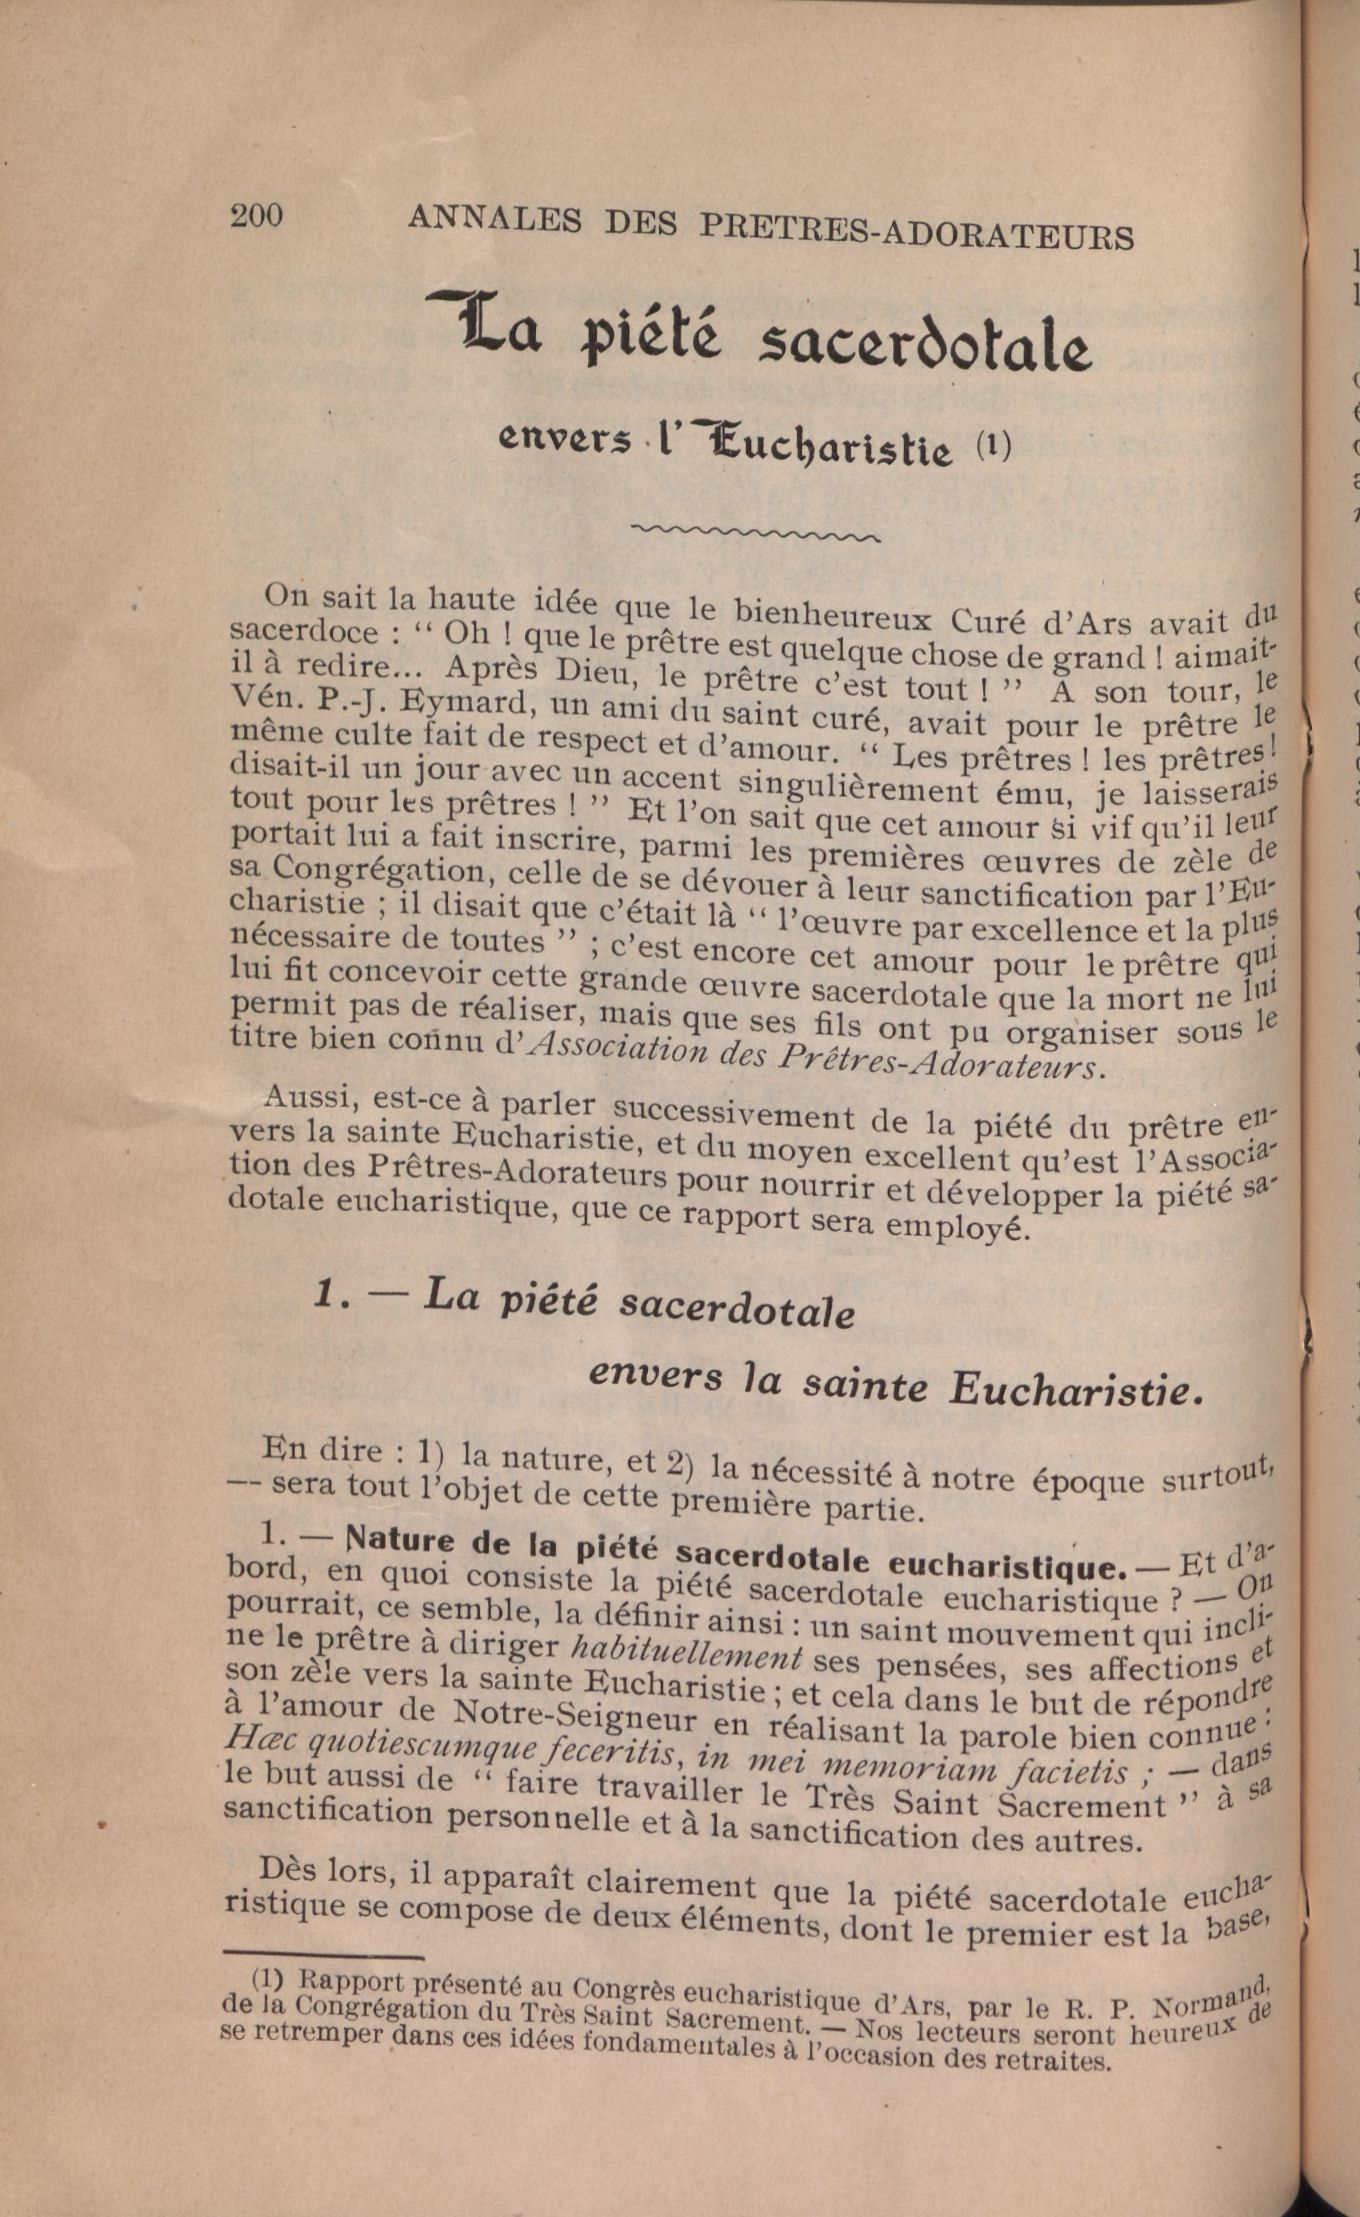 200 ANNALES DES PRETRES-ADORATEURS
La piété sacerdotale
envers l'Eucharistie (1)
On sait la haute idée que le bienheureux Curé d'Ars avait du
sacerdoce : “ Oh ! que le prêtre est quelque chose de grand ! aimait-
il à redire... Après Dieu, le prêtre c'est tout ! ” A son tour, le
Vén. P.-J. Eymard, un ami du saint curé, avait pour le prêtre le
même culte fait de respect et d'amour. “ Les prêtres ! les prêtres !
disait-il un jour avec un accent singulièrement ému, je laisserais
tout pour les prêtres ! ” Et l'on sait que cet amour si vif qu'il leur
portait lui a fait inscrire, parmi les premières œuvres de zèle de
sa Congrégation, celle de se dévouer à leur sanctification par l'Eu-
charistie ; il disait que c'était là “ l'œuvre par excellence et la plus
nécessaire de toutes ” ; c'est encore cet amour pour le prêtre qui
lui fit concevoir cette grande œuvre sacerdotale que la mort ne lui
permit pas de réaliser, mais que ses fils ont pu organiser sous le
titre bien connu d'Association des Prêtres-Adorateurs.
Aussi, est-ce à parler successivement de la piété du prêtre en-
vers la sainte Eucharistie, et du moyen excellent qu'est l'Associa-
tion des Prêtres-Adorateurs pour nourrir et développer la piété sa-
dotale eucharistique, que ce rapport sera employé.
1. — La piété sacerdotale
envers la sainte Eucharistie.
En dire : 1) la nature, et 2) la nécessité à notre époque surtout,
— sera tout l'objet de cette première partie.
1. — Nature de la piété sacerdotale eucharistique. — Et d'a-
bord, en quoi consiste la piété sacerdotale eucharistique ? — On
pourrait, ce semble, la définir ainsi : un saint mouvement qui incli-
ne le prêtre à diriger habituellement ses pensées, ses affections et
son zèle vers la sainte Eucharistie ; et cela dans le but de répondre
à l'amour de Notre-Seigneur en réalisant la parole bien connue :
Hæc quotiescumque feceritis, in mei memoriam facietis ; — dans
le but aussi de “ faire travailler le Très Saint Sacrement ” à sa
sanctification personnelle et à la sanctification des autres.
Dès lors, il apparaît clairement que la piété sacerdotale eucha-
ristique se compose de deux éléments, dont le premier est la base,
(1) Rapport présenté au Congrès eucharistique d'Ars, par le R. P. Normand,
de la Congrégation du Très Saint Sacrement. — Nos lecteurs seront heureux de
se retremper dans ces idées fondamentales à l'occasion des retraites.